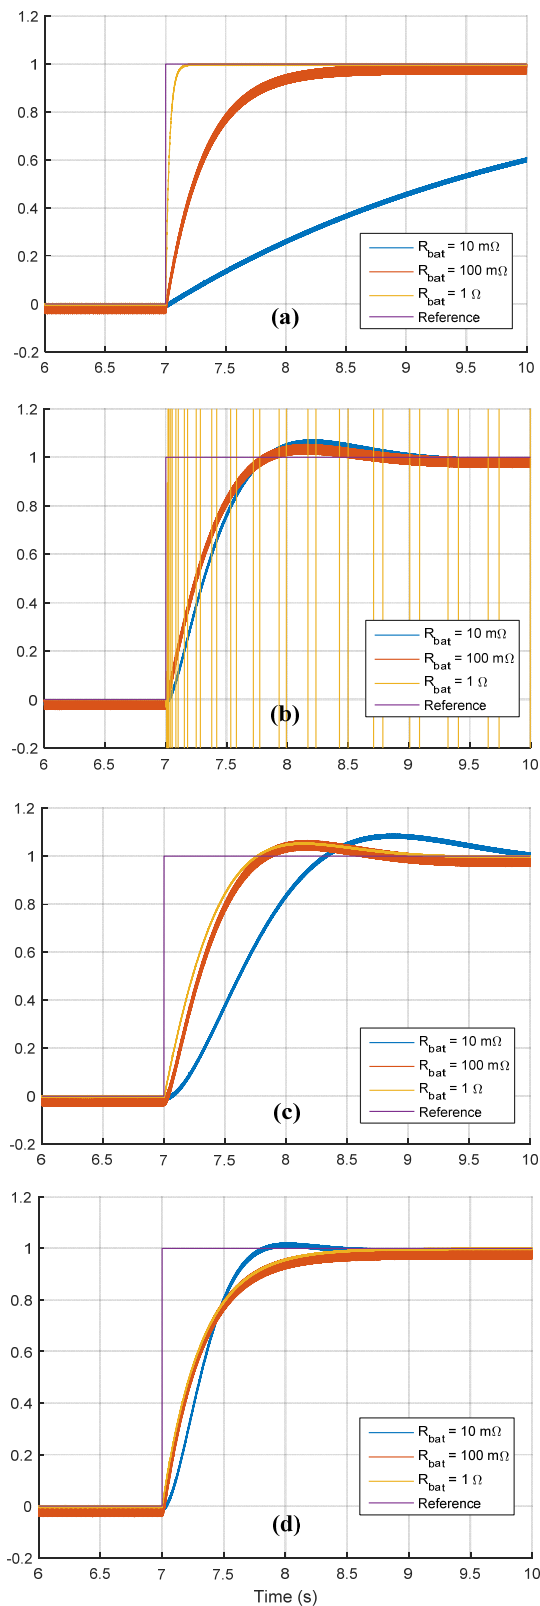 1.2
1
0.8
0.6
0.4
0.2
0
-0.2
R_bat = 10 mΩ
R_bat = 100 mΩ
R_bat = 1 Ω
Reference
(a)
6 6.5 7 7.5 8 8.5 9 9.5 10
1.2
1
0.8
0.6
0.4
0.2
0
-0.2
R_bat = 10 mΩ
R_bat = 100 mΩ
R_bat = 1 Ω
Reference
(b)
6 6.5 7 7.5 8 8.5 9 9.5 10
1.2
1
0.8
0.6
0.4
0.2
0
-0.2
R_bat = 10 mΩ
R_bat = 100 mΩ
R_bat = 1 Ω
Reference
(c)
6 6.5 7 7.5 8 8.5 9 9.5 10
1.2
1
0.8
0.6
0.4
0.2
0
-0.2
R_bat = 10 mΩ
R_bat = 100 mΩ
R_bat = 1 Ω
Reference
(d)
6 6.5 7 7.5 8 8.5 9 9.5 10
Time (s)